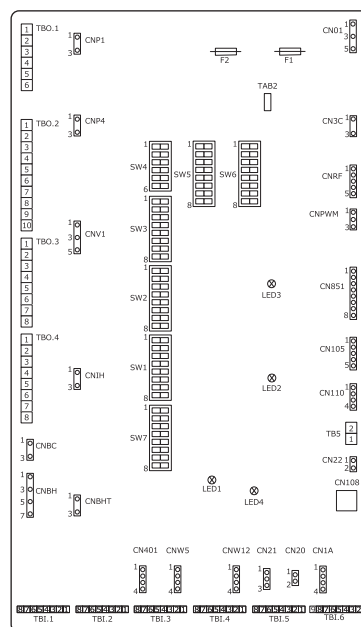 TBO.1
1
2
3
4
5
6
CNP1
1
3
F2
F1
CN01
1
3
5
TAB2
TBO.2
1
2
3
4
5
6
7
8
9
10
CNP4
1
3
CN3C
1
3
SW4
1
6
SW5
1
8
SW6
1
8
CNRF
1
5
CNPWM
1
3
SW3
1
8
CNV1
1
3
5
TBO.3
1
2
3
4
5
6
7
8
SW2
1
8
LED3
CN851
1
8
TBO.4
1
2
3
4
5
6
7
8
CNIH
1
3
SW1
1
8
LED2
CN105
1
5
CN110
1
4
SW7
1
8
TB5
2
1
CNBC
1
3
CN22
1
2
CNBH
1
3
5
7
CNBHT
1
3
LED1
LED4
CN108
CN401
1
4
CNW5
1
4
CNW12
1
4
CN21
1
3
CN20
1
2
CN1A
1
4
TBI.1
TBI.2
TBI.3
TBI.4
TBI.5
TBI.6